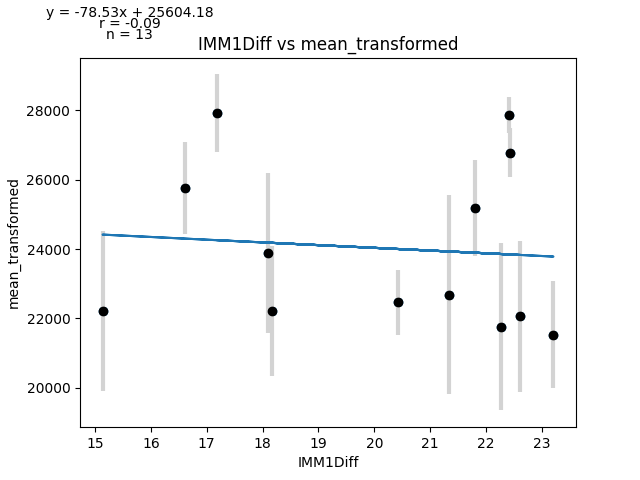 y = -78.53x + 25604.18
r = -0.09
n = 13
IMM1Diff vs mean_transformed
28000
26000
24000
22000
20000
mean_transformed
15 16 17 18 19 20 21 22 23
IMM1Diff